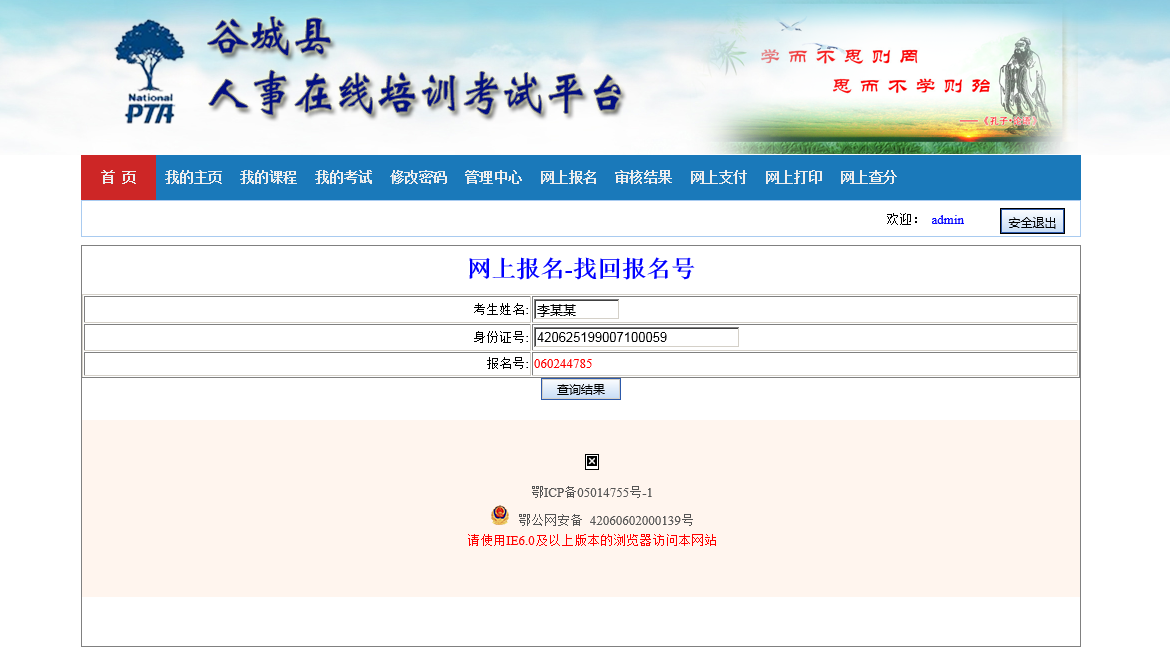 谷城县
人事在线培训考试平台
National
PTA
学而不思则罔
思而不学则殆
首 页 我的主页 我的课程 我的考试 修改密码 管理中心 网上报名 审核结果 网上支付 网上打印 网上查分
欢迎： admin 安全退出
网上报名-找回报名号
考生姓名: 李某某
身份证号: 420625199007100059
报名号: 060244785
查询结果
鄂ICP备05014755号-1
鄂公网安备 42060602000139号
请使用IE6.0及以上版本的浏览器访问本网站